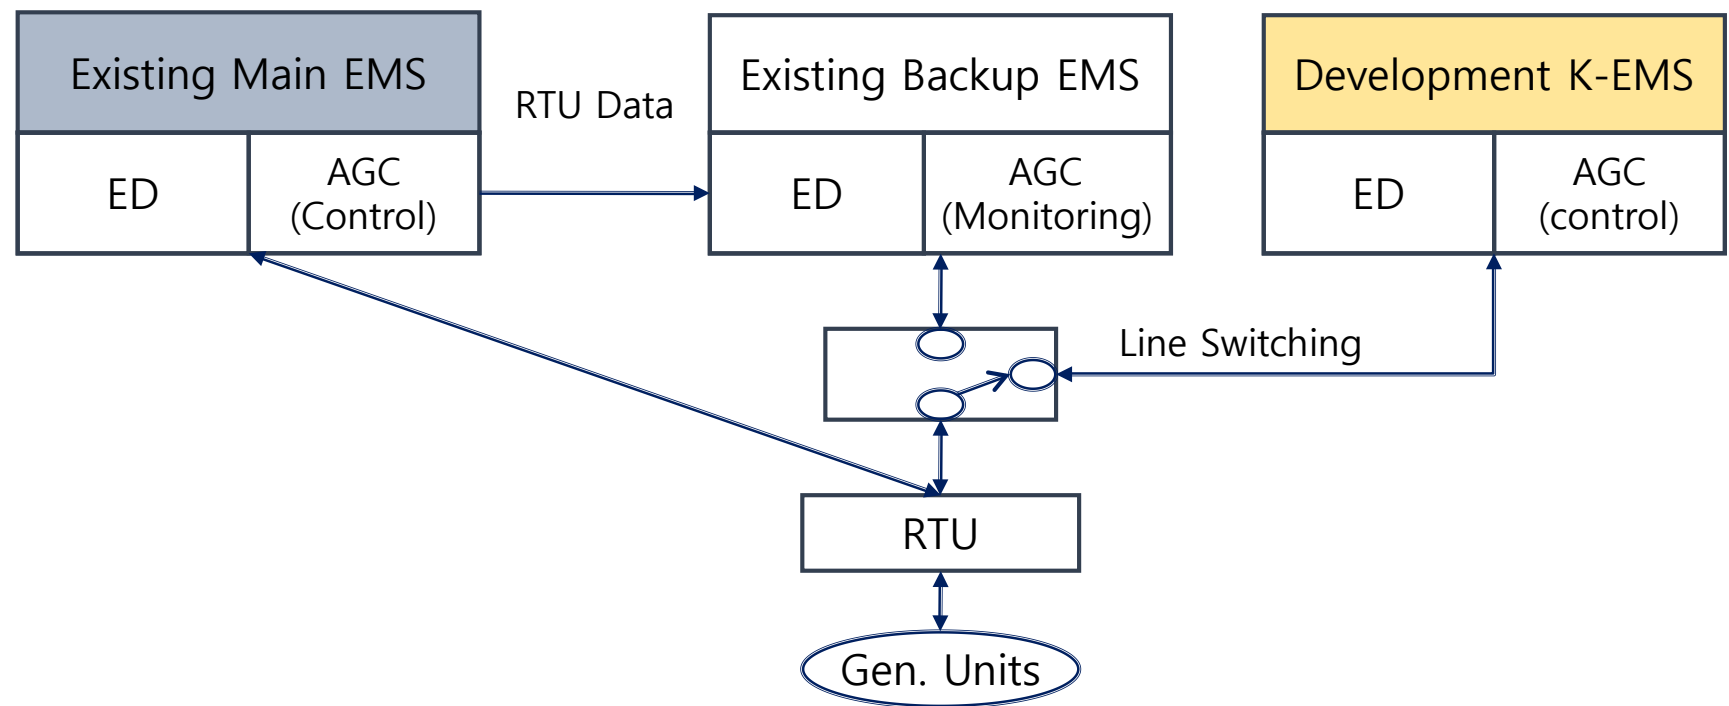 Existing Main EMS
ED
AGC
(Control)
RTU Data
Existing Backup EMS
ED
AGC
(Monitoring)
Development K-EMS
ED
AGC
(control)
Line Switching
RTU
Gen. Units